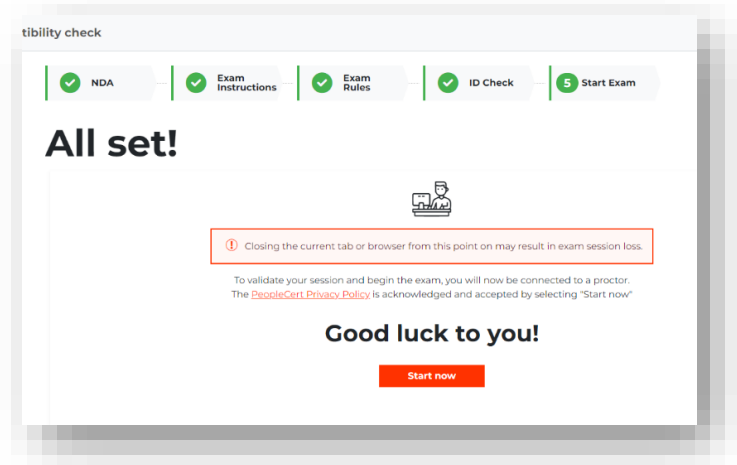 tibility check
NDA
Exam
Instructions
Exam
Rules
ID Check
5 Start Exam
All set!
Closing the current tab or browser from this point on may result in exam session loss.
To validate your session and begin the exam, you will now be connected to a proctor.
The PeopleCert Privacy Policy is acknowledged and accepted by selecting "Start now"
Good luck to you!
Start now